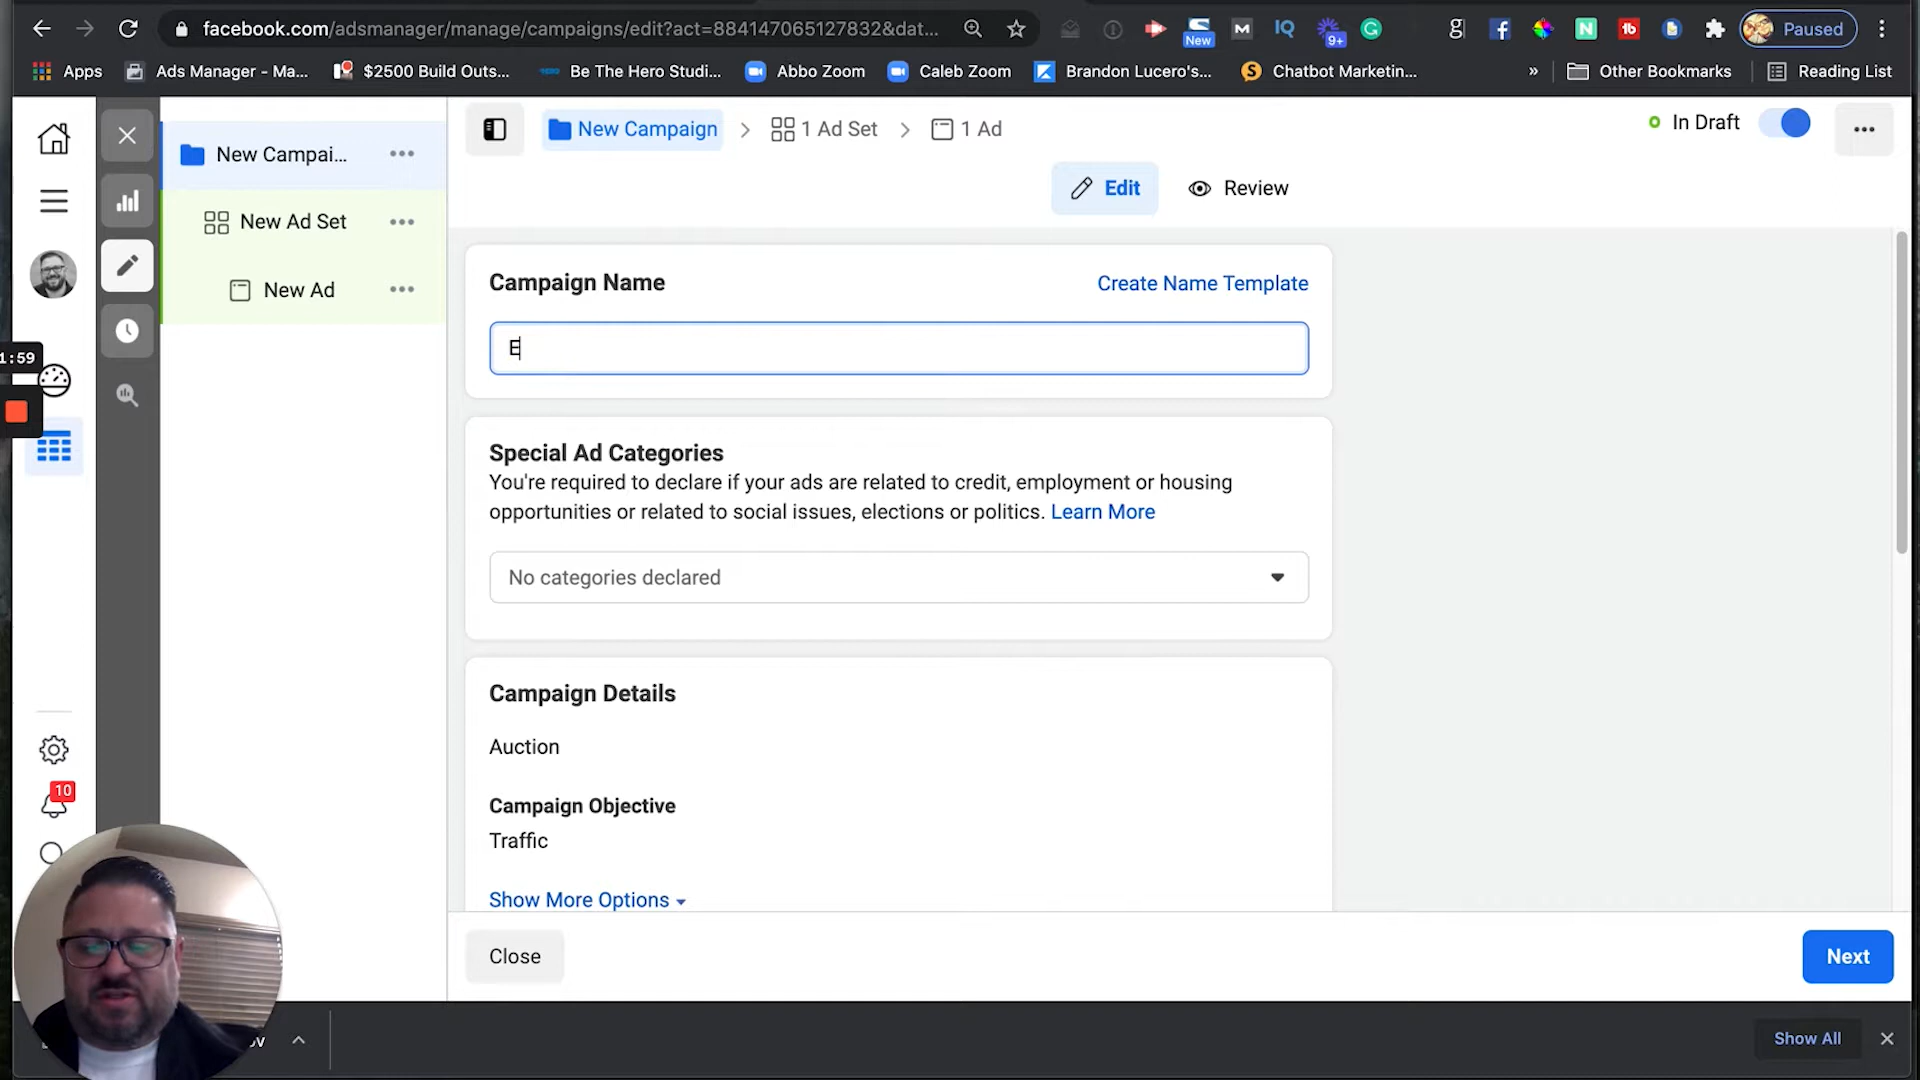 facebook.com/adsmanager/manage/campaigns/edit?act=884147065127832&dat...
New
M
IQ
9+
G
g
f
N
tb
Paused
Apps
Ads Manager - Ma...
$2500 Build Outs...
Be The Hero Studi...
Abbo Zoom
Caleb Zoom
Brandon Lucero's...
Chatbot Marketin...
»
Other Bookmarks
Reading List
New Campai...
New Ad Set
New Ad
New Campaign > 1 Ad Set > 1 Ad
In Draft
Edit
Review
Campaign Name
Create Name Template
E
1:59
Special Ad Categories
You're required to declare if your ads are related to credit, employment or housing
opportunities or related to social issues, elections or politics. Learn More
No categories declared
Campaign Details
Auction
Campaign Objective
Traffic
Show More Options
10
Close
Next
Show All